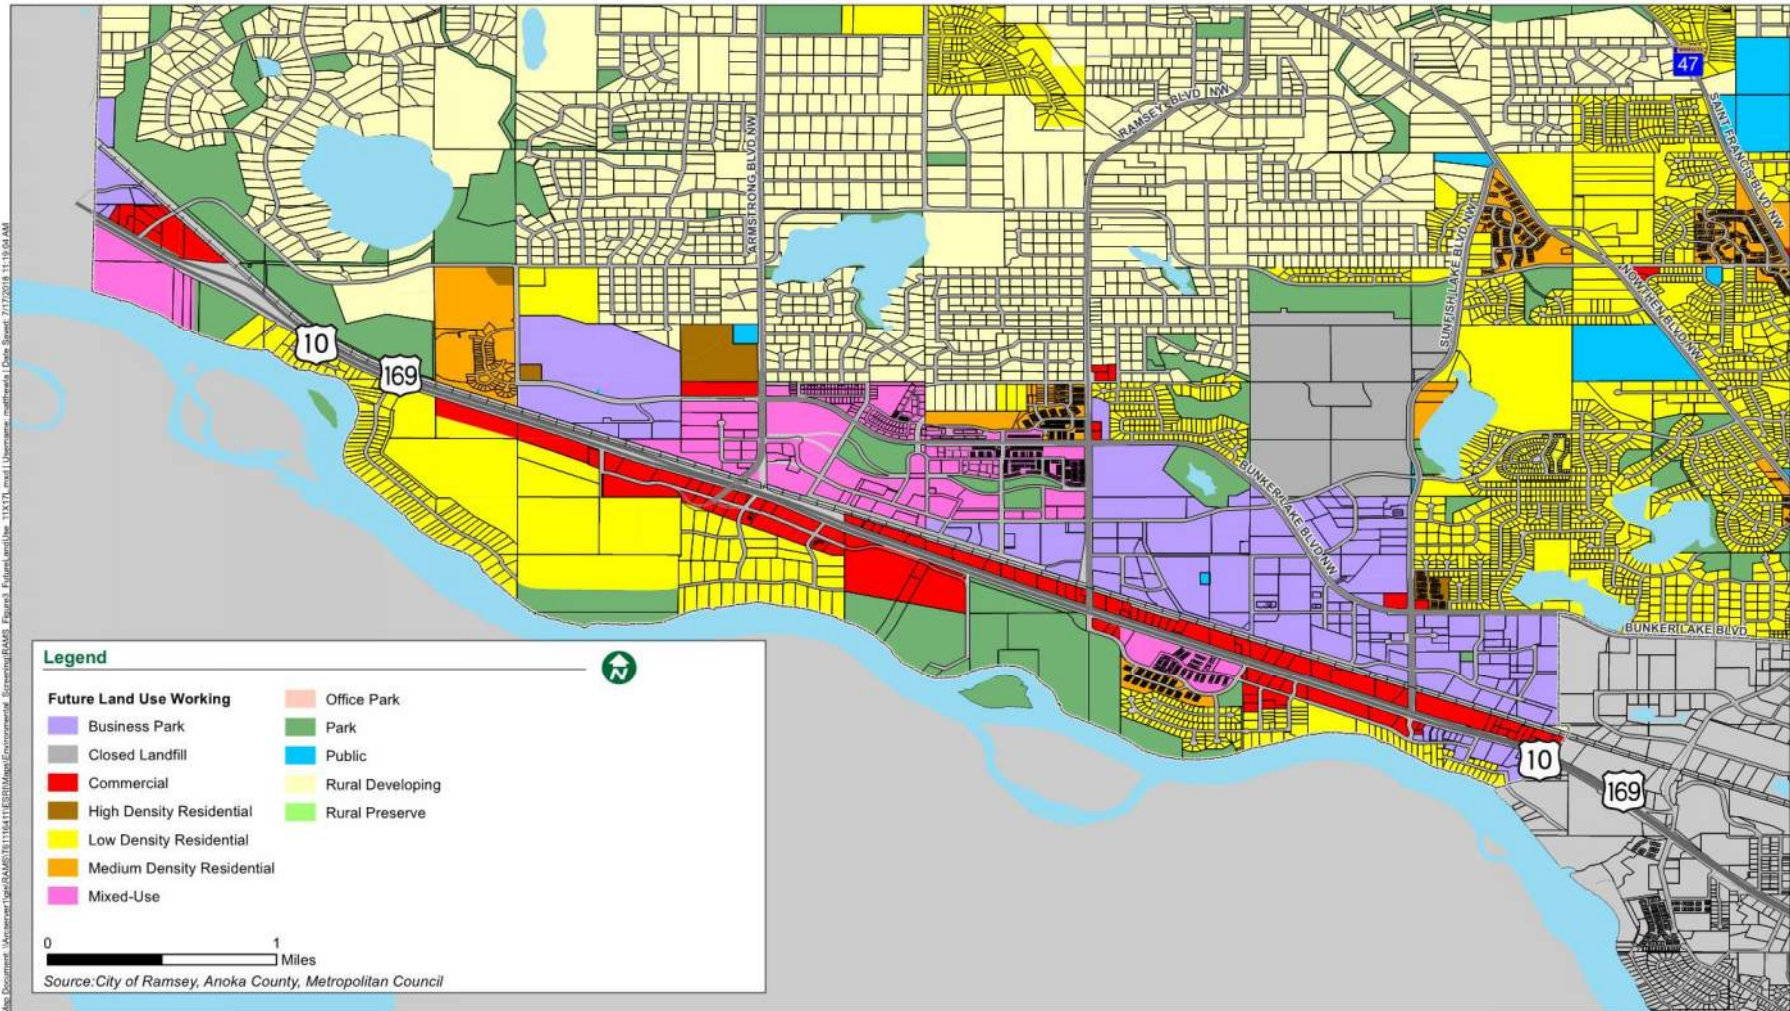 47
SAINT FRANCIS BLVD NW
RAMSEY BLVD NW
ARMSTRONG BLVD NW
SUNFISH LAKE BLVD NW
NOWTHEN BLVD NW
10
169
BUNKER LAKE BLVD NW
BUNKER LAKE BLVD
10
169
Legend
N
Future Land Use Working
Business Park
Closed Landfill
Commercial
High Density Residential
Low Density Residential
Medium Density Residential
Mixed-Use
Office Park
Park
Public
Rural Developing
Rural Preserve
0 1
Miles
Source:City of Ramsey, Anoka County, Metropolitan Council